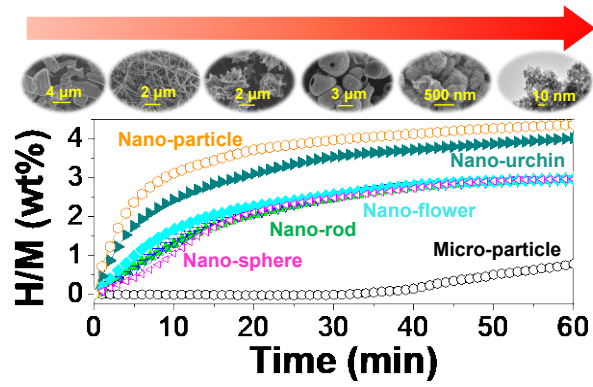 4 μm
2 μm
2 μm
3 μm
500 nm
10 nm
H/M (wt%)
4
3
2
1
0
Nano-particle
Nano-urchin
Nano-flower
Nano-rod
Nano-sphere
Micro-particle
0 10 20 30 40 50 60
Time (min)